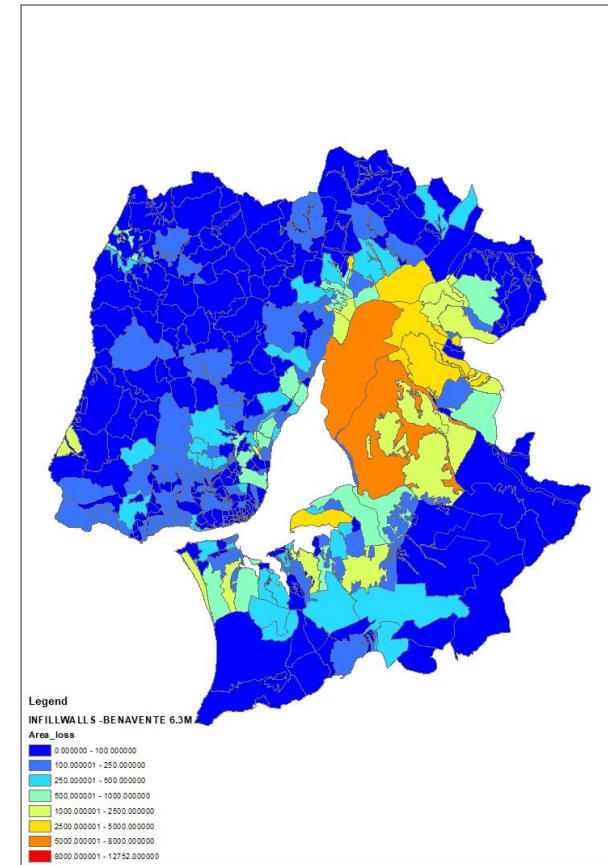 Legend
INFILLWALLS -BENAVENTE 6.3M
Area_loss
0.000000 - 100.000000
100.000001 - 250.000000
250.000001 - 500.000000
500.000001 - 1000.000000
1000.000001 - 2500.000000
2500.000001 - 5000.000000
5000.000001 - 8000.000000
8000.000001 - 12752.000000